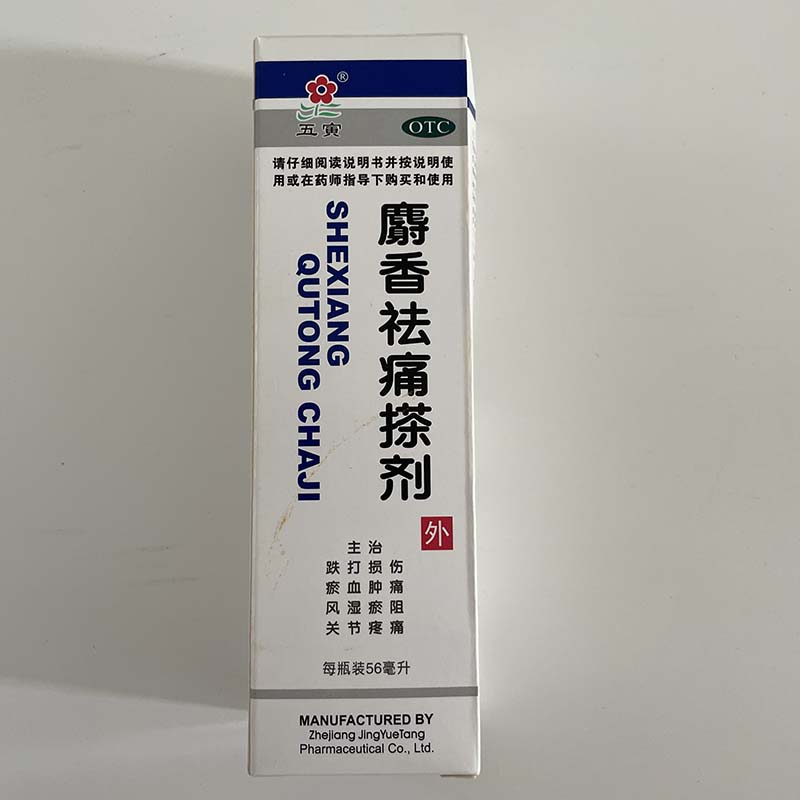 ®
五寅
OTC
请仔细阅读说明书并按说明使
用或在药师指导下购买和使用
麝香祛痛搽剂
SHEXIANG
QUTONG CHAJI
外
主治
跌打损伤
瘀血肿痛
风湿瘀阻
关节疼痛
每瓶装56毫升
MANUFACTURED BY
Zhejiang JingYueTang
Pharmaceutical Co., Ltd.